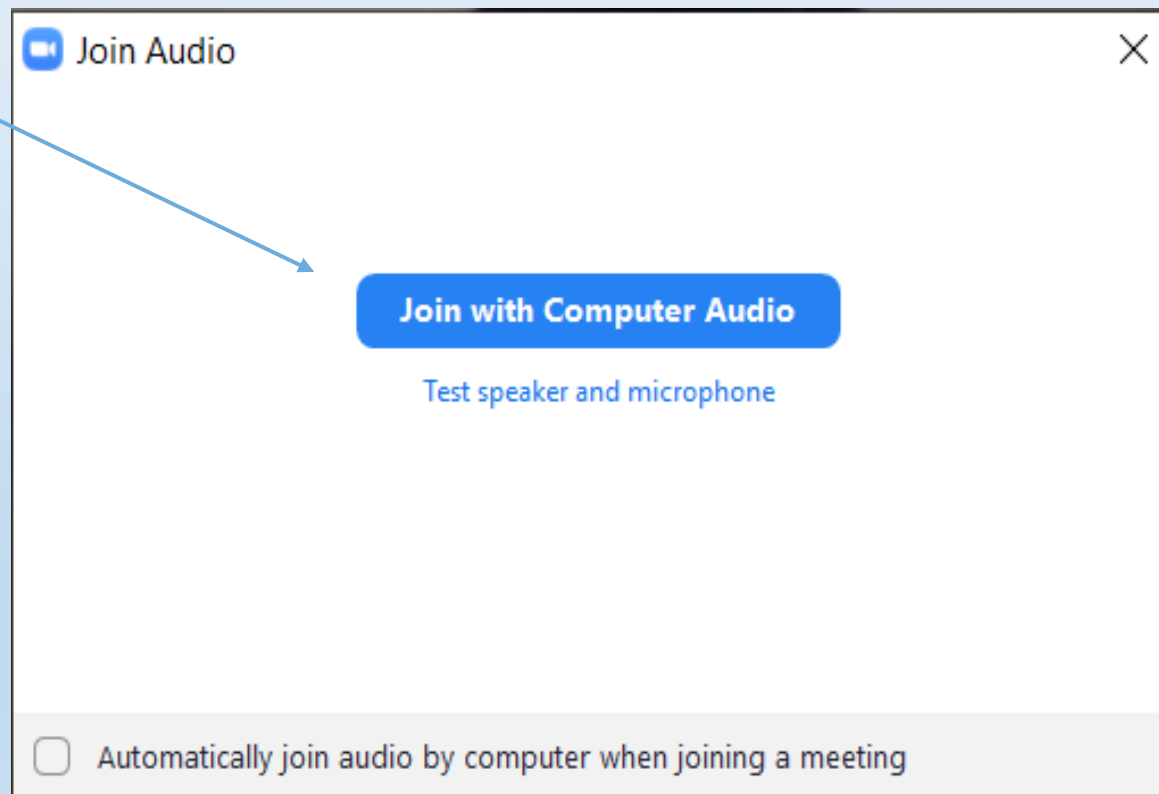 Join Audio
Join with Computer Audio
Test speaker and microphone
Automatically join audio by computer when joining a meeting